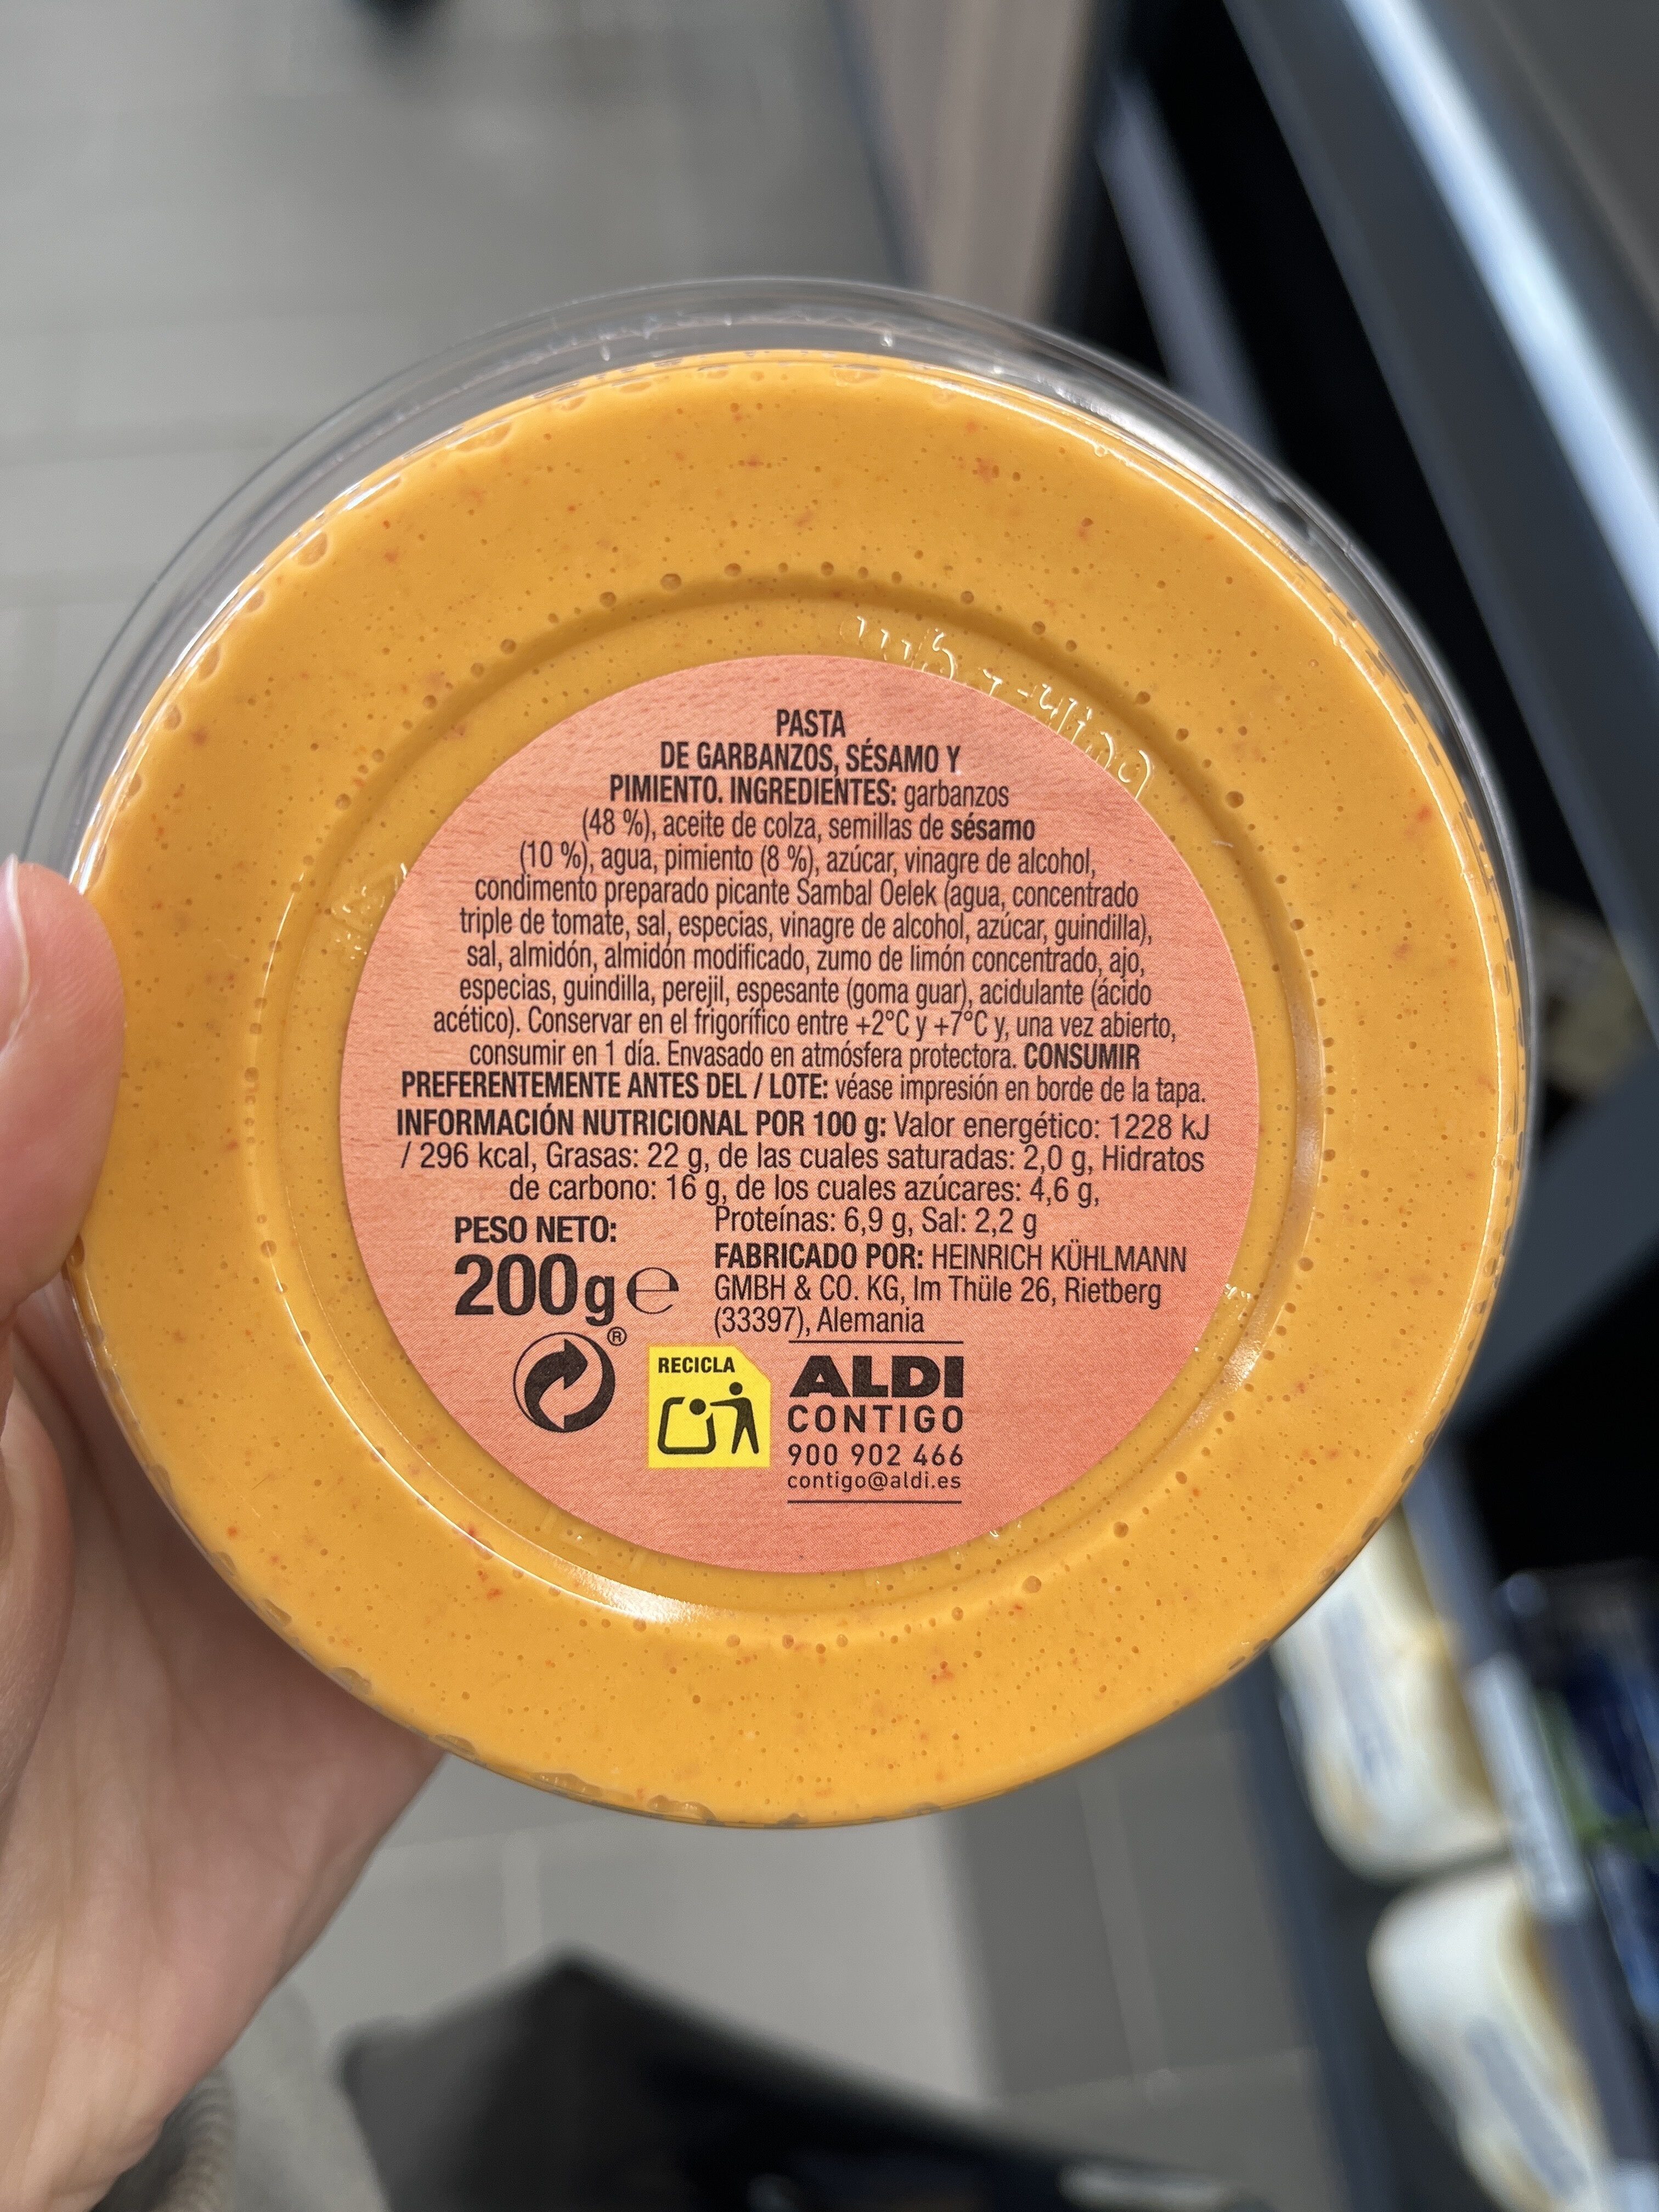 PASTA
DE GARBANZOS, SÉSAMO Y
PIMIENTO. INGREDIENTES: garbanzos
(48 %), aceite de colza, semillas de sésamo
(10 %), agua, pimiento (8 %), azúcar, vinagre de alcohol,
condimento preparado picante Sambal Oelek (agua, concentrado
triple de tomate, sal, especias, vinagre de alcohol, azúcar, guindilla),
sal, almidón, almidón modificado, zumo de limón concentrado, ajo,
especias, guindilla, perejil, espesante (goma guar), acidulante (ácido
acético). Conservar en el frigorífico entre +2°C y +7°C y, una vez abierto,
consumir en 1 día. Envasado en atmósfera protectora. CONSUMIR
PREFERENTEMENTE ANTES DEL / LOTE: véase impresión en borde de la tapa.
INFORMACIÓN NUTRICIONAL POR 100 g: Valor energético: 1228 kJ
/ 296 kcal, Grasas: 22 g, de las cuales saturadas: 2,0 g, Hidratos
de carbono: 16 g, de los cuales azúcares: 4,6 g,
Proteínas: 6,9 g, Sal: 2,2 g
PESO NETO:
200g e
FABRICADO POR: HEINRICH KÜHLMANN
GMBH & CO. KG, Im Thüle 26, Rietberg
(33397), Alemania
®
RECICLA
ALDI
CONTIGO
900 902 466
contigo@aldi.es